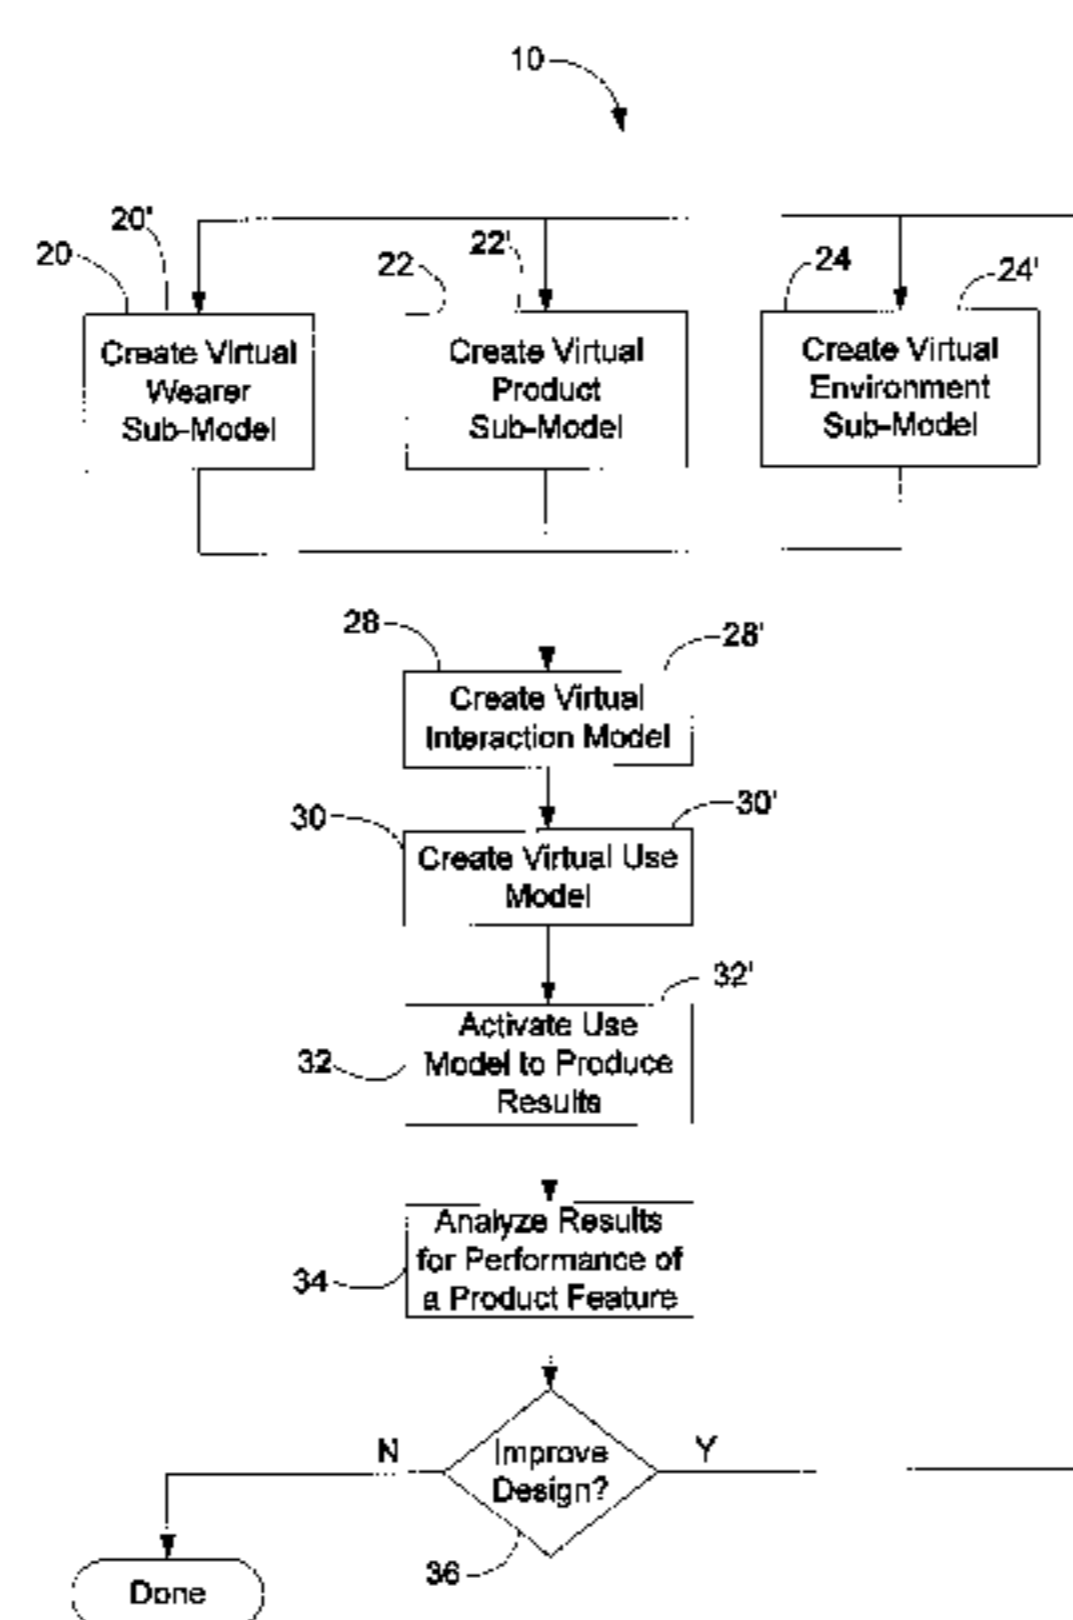 10
20'
20
22'
22
24
24'
Create Virtual
Wearer
Sub-Model
Create Virtual
Product
Sub-Model
Create Virtual
Environment
Sub-Model
28
28'
Create Virtual
Interaction Model
30
30'
Create Virtual Use
Model
32'
32
Activate Use
Model to Produce
Results
34
Analyze Results
for Performance of
a Product Feature
N
Y
Improve
Design?
36
Done